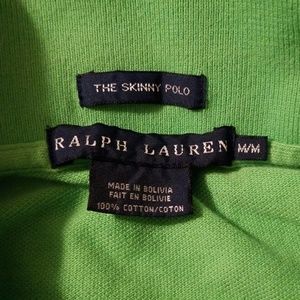 THE SKINNY POLO
RALPH LAUREN M/M
MADE IN BOLIVIA
FAIT EN BOLIVIE
100% COTTON/COTON